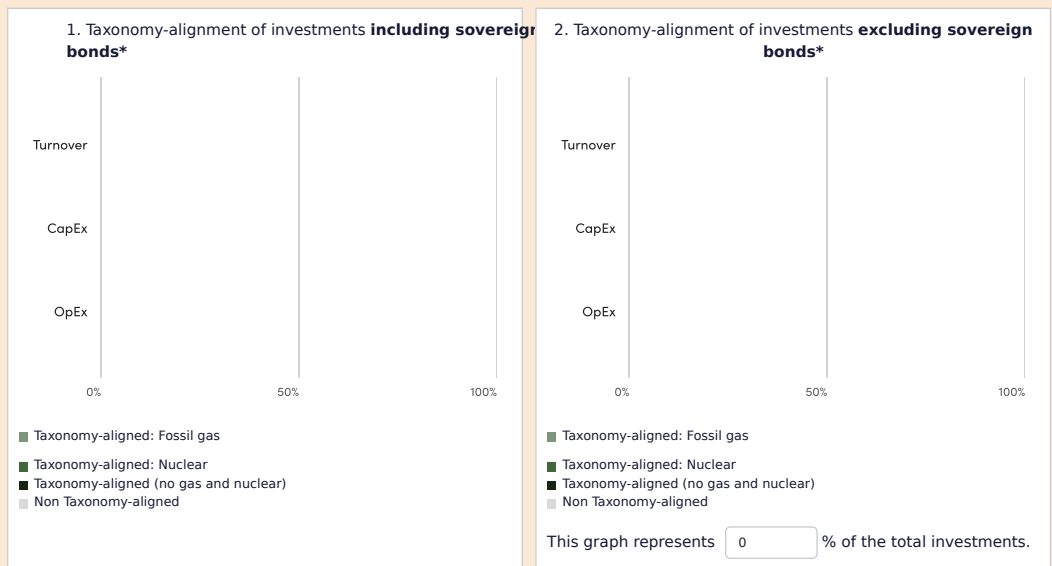 1. Taxonomy-alignment of investments including sovereign
bonds*
Turnover
CapEx
OpEx
0% 50% 100%
Taxonomy-aligned: Fossil gas
Taxonomy-aligned: Nuclear
Taxonomy-aligned (no gas and nuclear)
Non Taxonomy-aligned
2. Taxonomy-alignment of investments excluding sovereign
bonds*
Turnover
CapEx
OpEx
0% 50% 100%
Taxonomy-aligned: Fossil gas
Taxonomy-aligned: Nuclear
Taxonomy-aligned (no gas and nuclear)
Non Taxonomy-aligned
This graph represents 0 % of the total investments.